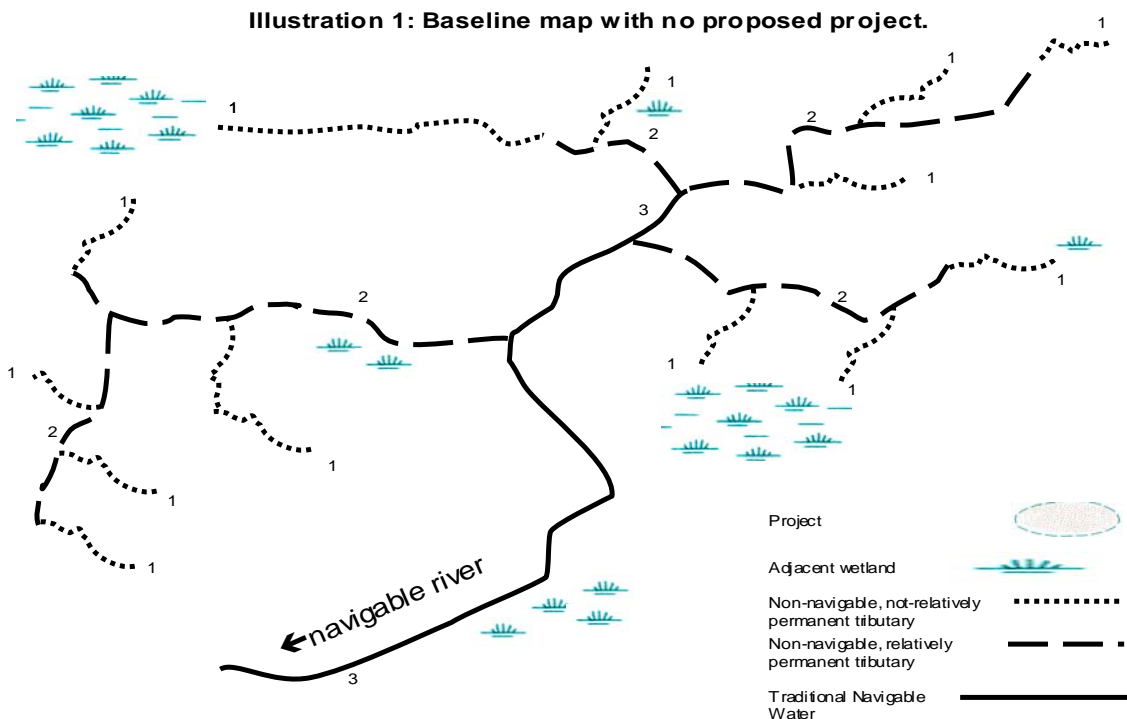 Illustration 1: Baseline map with no proposed project.
1
1
1
1
2
2
1
1
3
1
1
2
2
1
1
1
2
1
1
1
navigable river
3
Project
Adjacent wetland
Non-navigable, not-relatively
permanent tributary
Non-navigable, relatively
permanent tributary
Traditional Navigable
Water